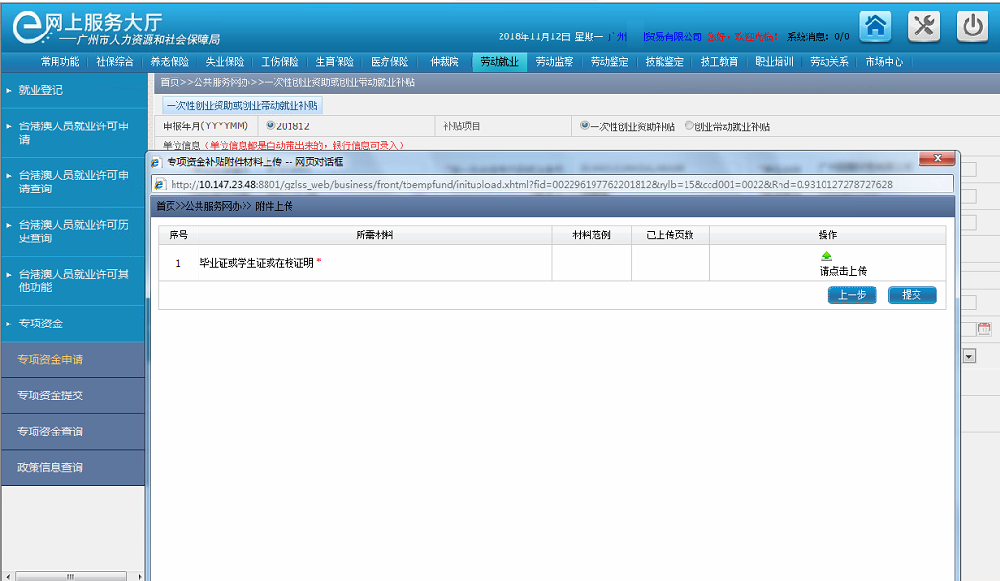 网上服务大厅
——广州市人力资源和社会保障局
2018年11月12日 星期一 广州 贸易有限公司 您好，欢迎光临! 系统消息：0/0
常用功能 社保综合 养老保险 失业保险 工伤保险 生育保险 医疗保险 仲裁院 劳动就业 劳动监察 劳动鉴定 技能鉴定 技工教育 职业培训 劳动关系 市场中心
就业登记
台港澳人员就业许可申
请
台港澳人员就业许可申
请查询
台港澳人员就业许可历
史查询
台港澳人员就业许可其
他功能
专项资金
专项资金申请
专项资金提交
专项资金查询
政策信息查询
首页>>公共服务网办>>一次性创业资助或创业带动就业补贴
一次性创业资助或创业带动就业补贴
申报年月(YYYYMM) 201812 补贴项目 一次性创业资助补贴 创业带动就业补贴
单位信息（单位信息都是自动带出来的，银行信息可录入）
专项资金补贴附件材料上传 -- 网页对话框
http://10.147.23.48:8801/gzlss_web/business/front/tbempfund/initupload.xhtml?fid=002296197762201812&rylb=15&ccd001=0022&Rnd=0.9310127278727628
首页>>公共服务网办>> 附件上传
序号 所需材料 材料范例 已上传页数 操作
1 毕业证或学生证或在校证明 *
请点击上传
上一步 提交